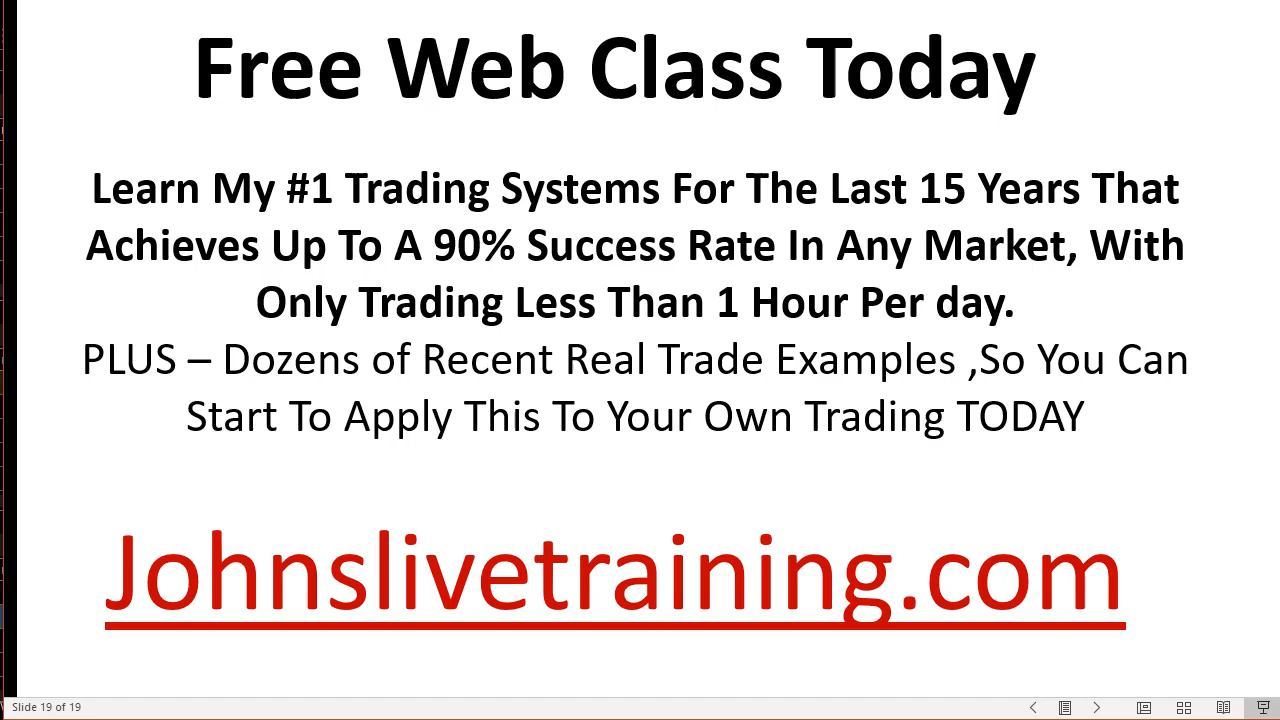 Free Web Class Today
Learn My #1 Trading Systems For The Last 15 Years That
Achieves Up To A 90% Success Rate In Any Market, With
Only Trading Less Than 1 Hour Per day.
PLUS – Dozens of Recent Real Trade Examples ,So You Can
Start To Apply This To Your Own Trading TODAY
Johnslivetraining.com
Slide 19 of 19